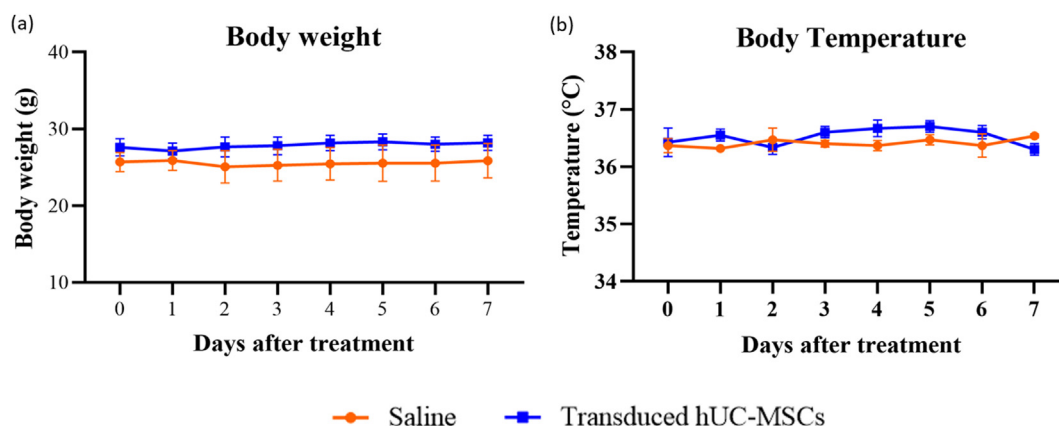 (a)
Body weight
Body weight (g)
40
30
20
10
0 1 2 3 4 5 6 7
Days after treatment
(b)
Body Temperature
Temperature (°C)
38
37
36
35
34
0 1 2 3 4 5 6 7
Days after treatment
Saline
Transduced hUC-MSCs